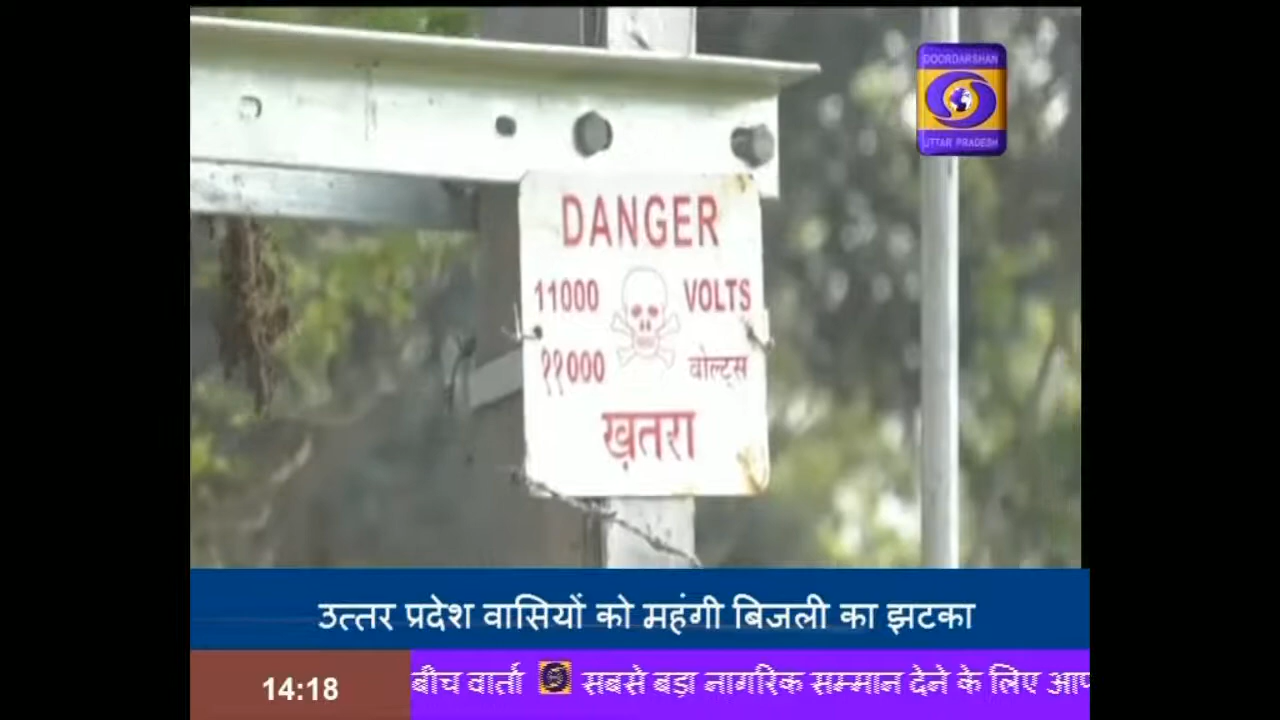 DOORDARSHAN
UTTAR PRADESH
DANGER
11000 VOLTS
११000 वोल्ट्स
ख़तरा
उत्तर प्रदेश वासियों को महंगी बिजली का झटका
14:18 बीच वार्ता सबसे बड़ा नागरिक सम्मान देने के लिए आप